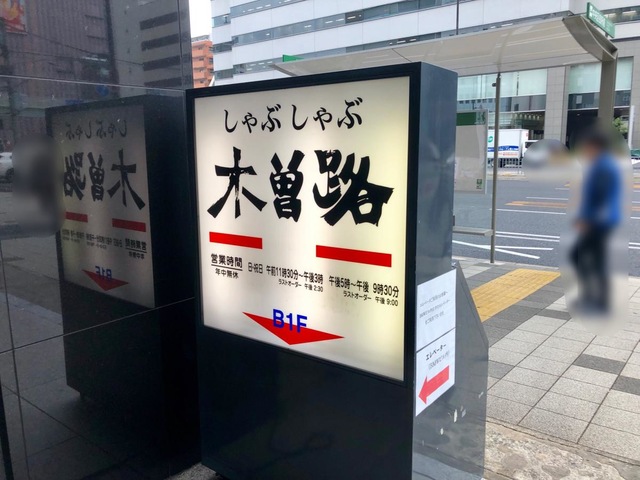 しゃぶしゃぶ
木曽路
営業時間 日・祝日 午前11時30分～午後3時 午後5時～午後9時30分
年中無休 ラストオーダー 午後2:30 ラストオーダー 午後9:00
B1F
エレベーター